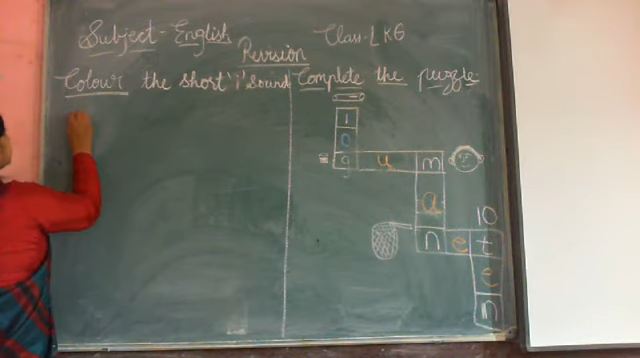 Subject - English
Class - LKG
Revision
Colour the short 'i' sound
Complete the puzzle
l
o
g u m
a
10
n e t
e
n